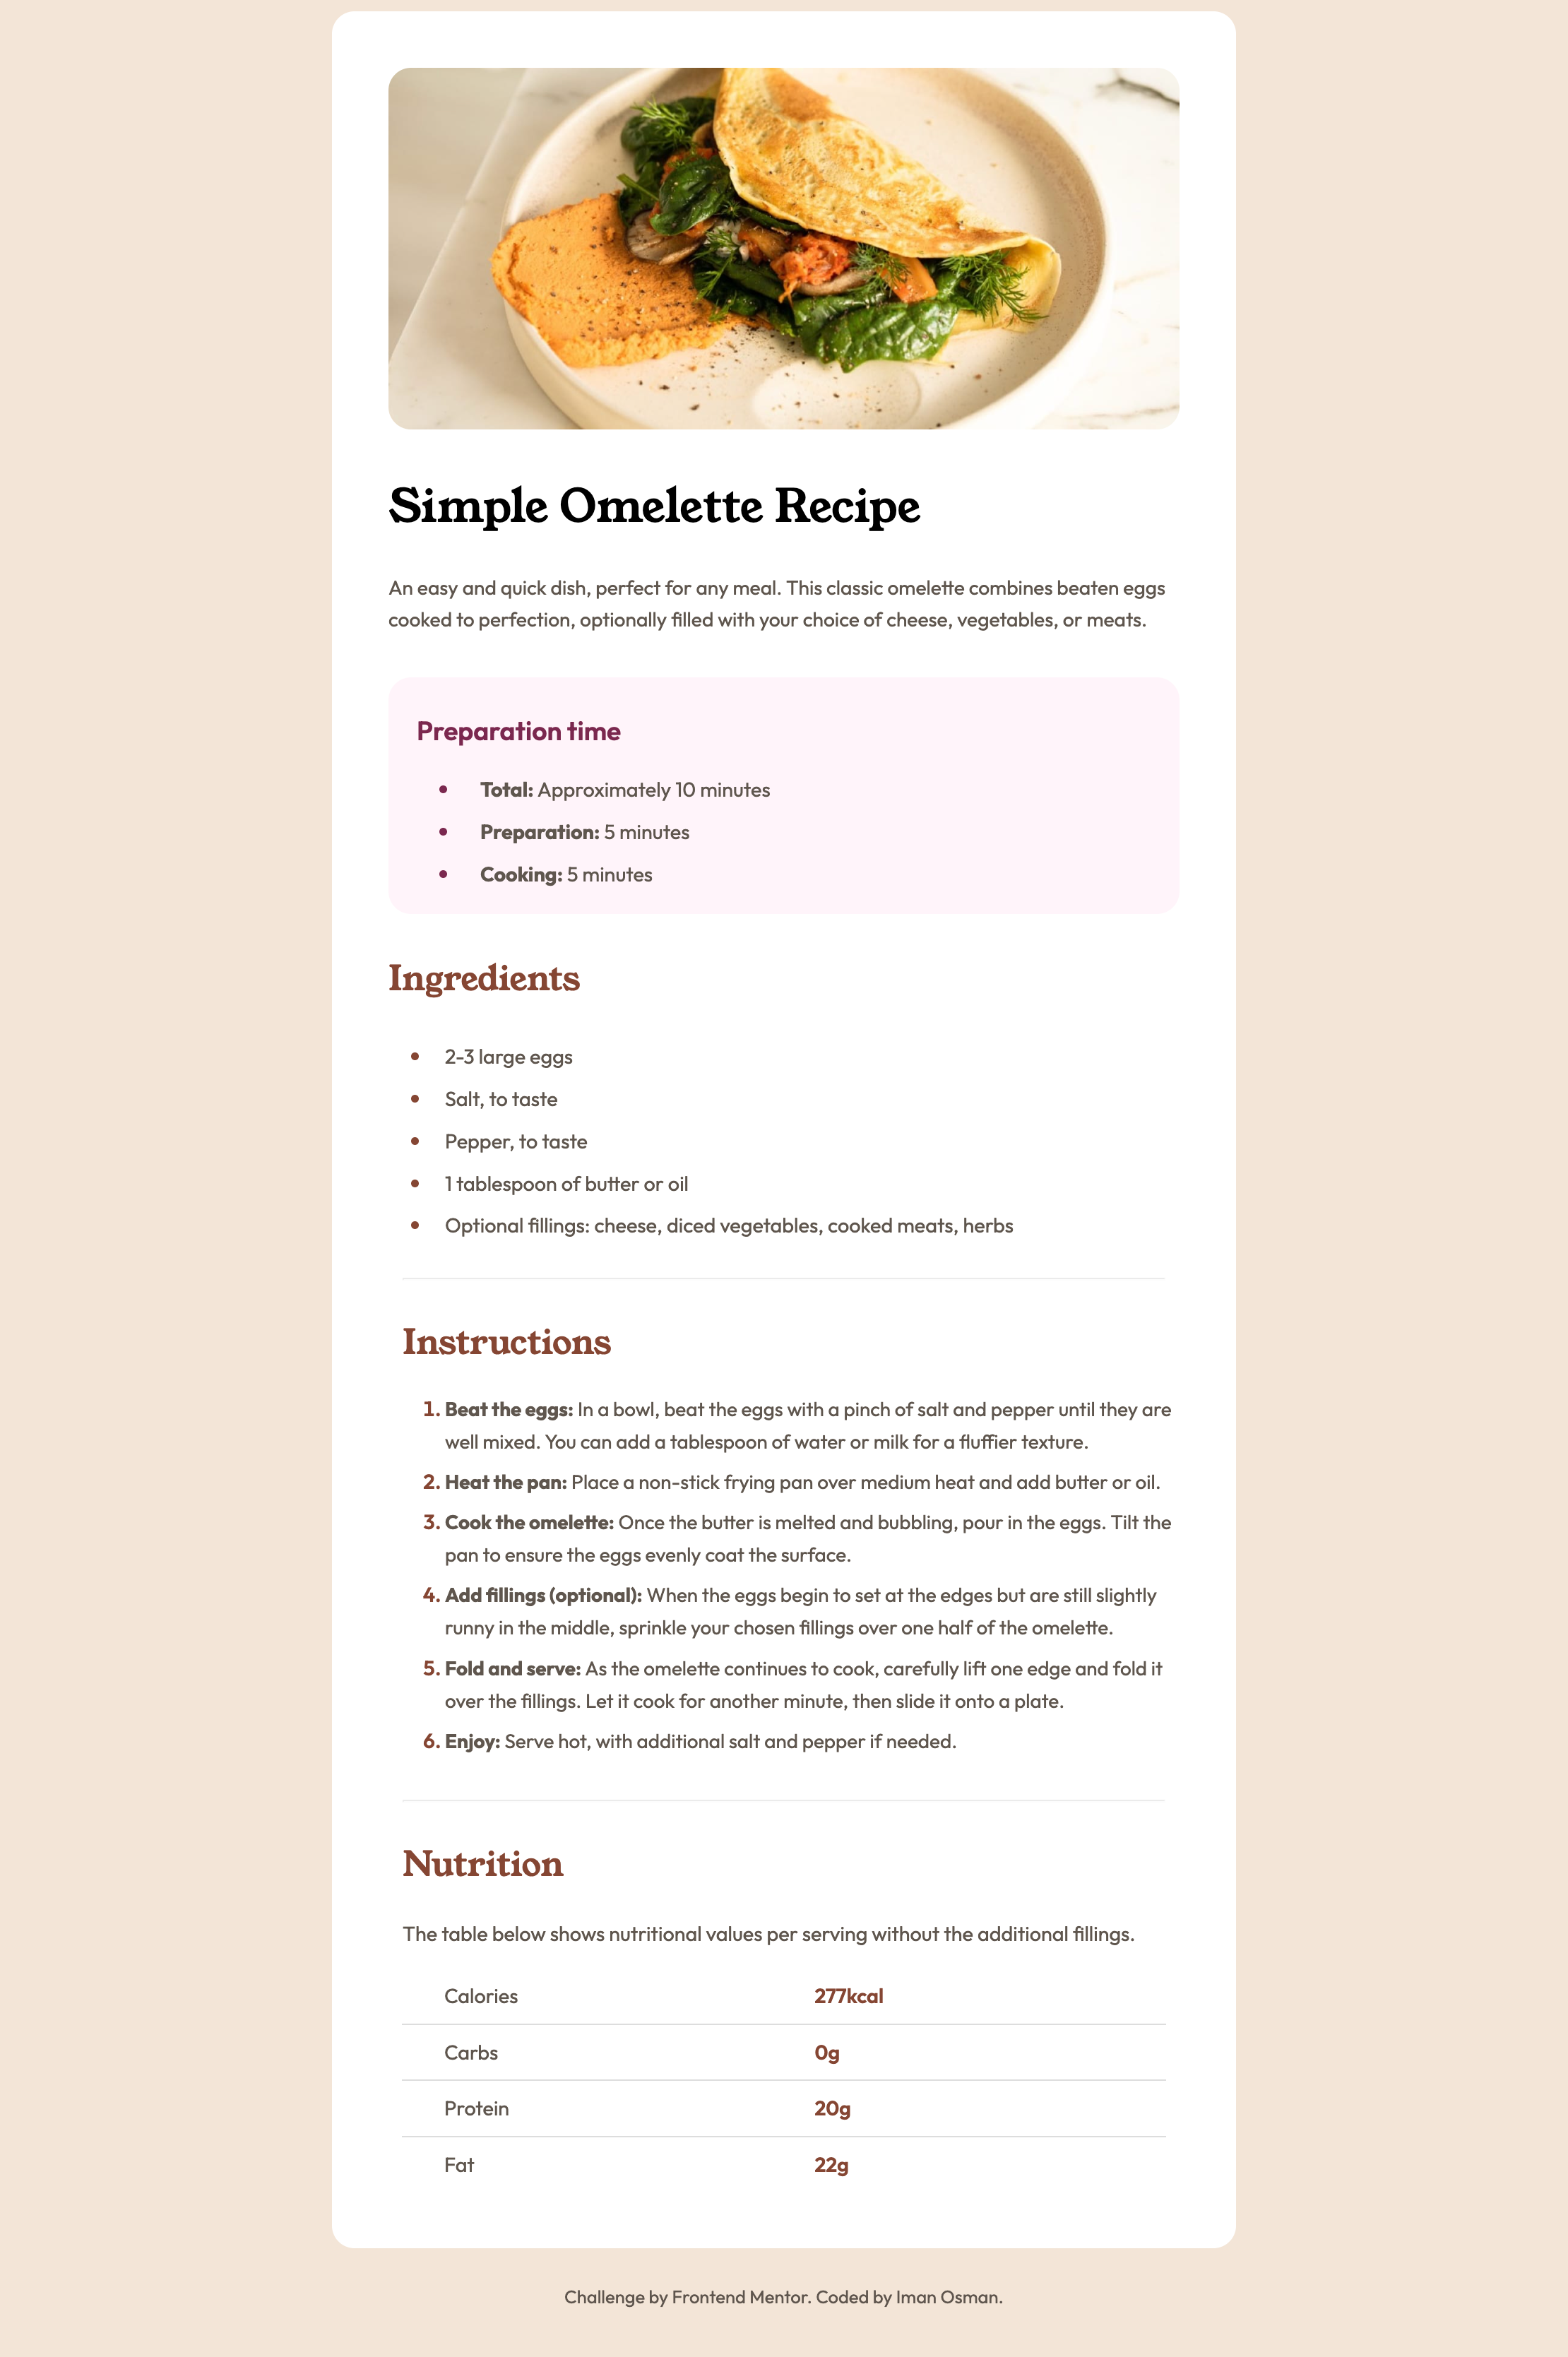 Simple Omelette Recipe
An easy and quick dish, perfect for any meal. This classic omelette combines beaten eggs
cooked to perfection, optionally filled with your choice of cheese, vegetables, or meats.
Preparation time
• Total: Approximately 10 minutes
• Preparation: 5 minutes
• Cooking: 5 minutes
Ingredients
• 2-3 large eggs
• Salt, to taste
• Pepper, to taste
• 1 tablespoon of butter or oil
• Optional fillings: cheese, diced vegetables, cooked meats, herbs
Instructions
1. Beat the eggs: In a bowl, beat the eggs with a pinch of salt and pepper until they are
well mixed. You can add a tablespoon of water or milk for a fluffier texture.
2. Heat the pan: Place a non-stick frying pan over medium heat and add butter or oil.
3. Cook the omelette: Once the butter is melted and bubbling, pour in the eggs. Tilt the
pan to ensure the eggs evenly coat the surface.
4. Add fillings (optional): When the eggs begin to set at the edges but are still slightly
runny in the middle, sprinkle your chosen fillings over one half of the omelette.
5. Fold and serve: As the omelette continues to cook, carefully lift one edge and fold it
over the fillings. Let it cook for another minute, then slide it onto a plate.
6. Enjoy: Serve hot, with additional salt and pepper if needed.
Nutrition
The table below shows nutritional values per serving without the additional fillings.
Calories 277kcal
Carbs 0g
Protein 20g
Fat 22g
Challenge by Frontend Mentor. Coded by Iman Osman.